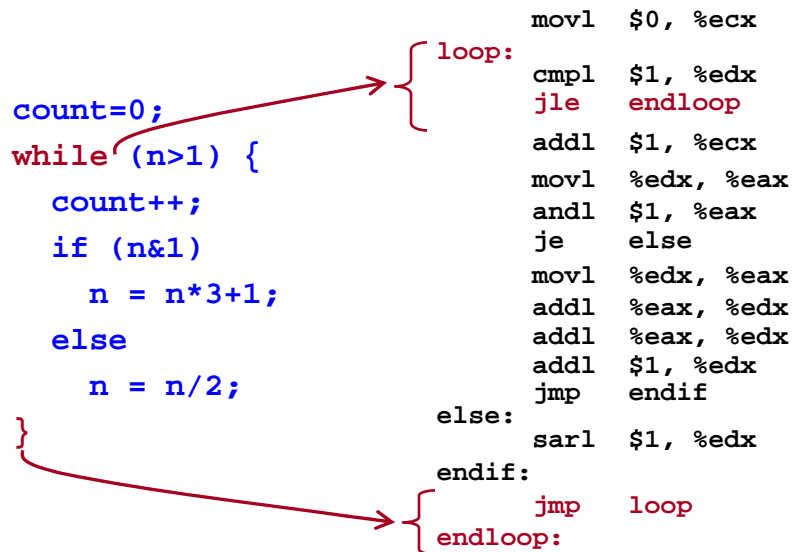 count=0;
while (n>1) {
count++;
if (n&1)
n = n*3+1;
else
n = n/2;
}
movl $0, %ecx
loop:
cmpl $1, %edx
jle endloop
addl $1, %ecx
movl %edx, %eax
andl $1, %eax
je else
movl %edx, %eax
addl %eax, %edx
addl %eax, %edx
addl $1, %edx
jmp endif
else:
sarl $1, %edx
endif:
jmp loop
endloop: